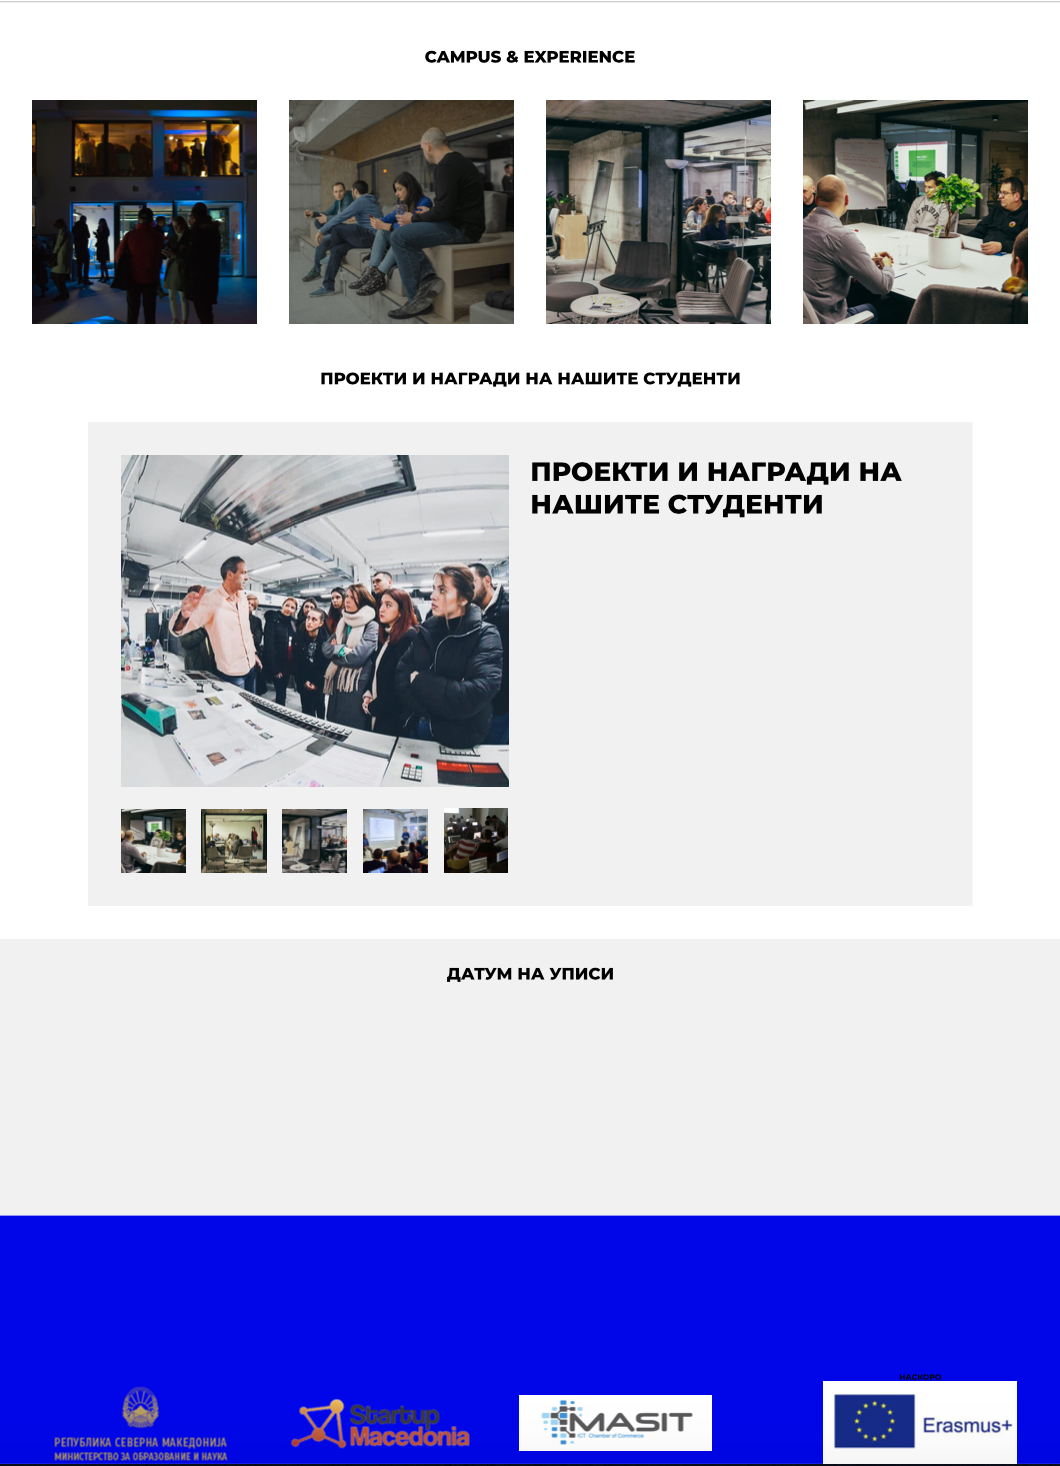 CAMPUS & EXPERIENCE
ПРОЕКТИ И НАГРАДИ НА НАШИТЕ СТУДЕНТИ
ПРОЕКТИ И НАГРАДИ НА
НАШИТЕ СТУДЕНТИ
ДАТУМ НА УПИСИ
НАСКОРО
РЕПУБЛИКА СЕВЕРНА МАКЕДОНИЈА
МИНИСТЕРСТВО ЗА ОБРАЗОВАНИЕ И НАУКА
Startup
Macedonia
MASIT
ICT Chamber of Commerce
Erasmus+